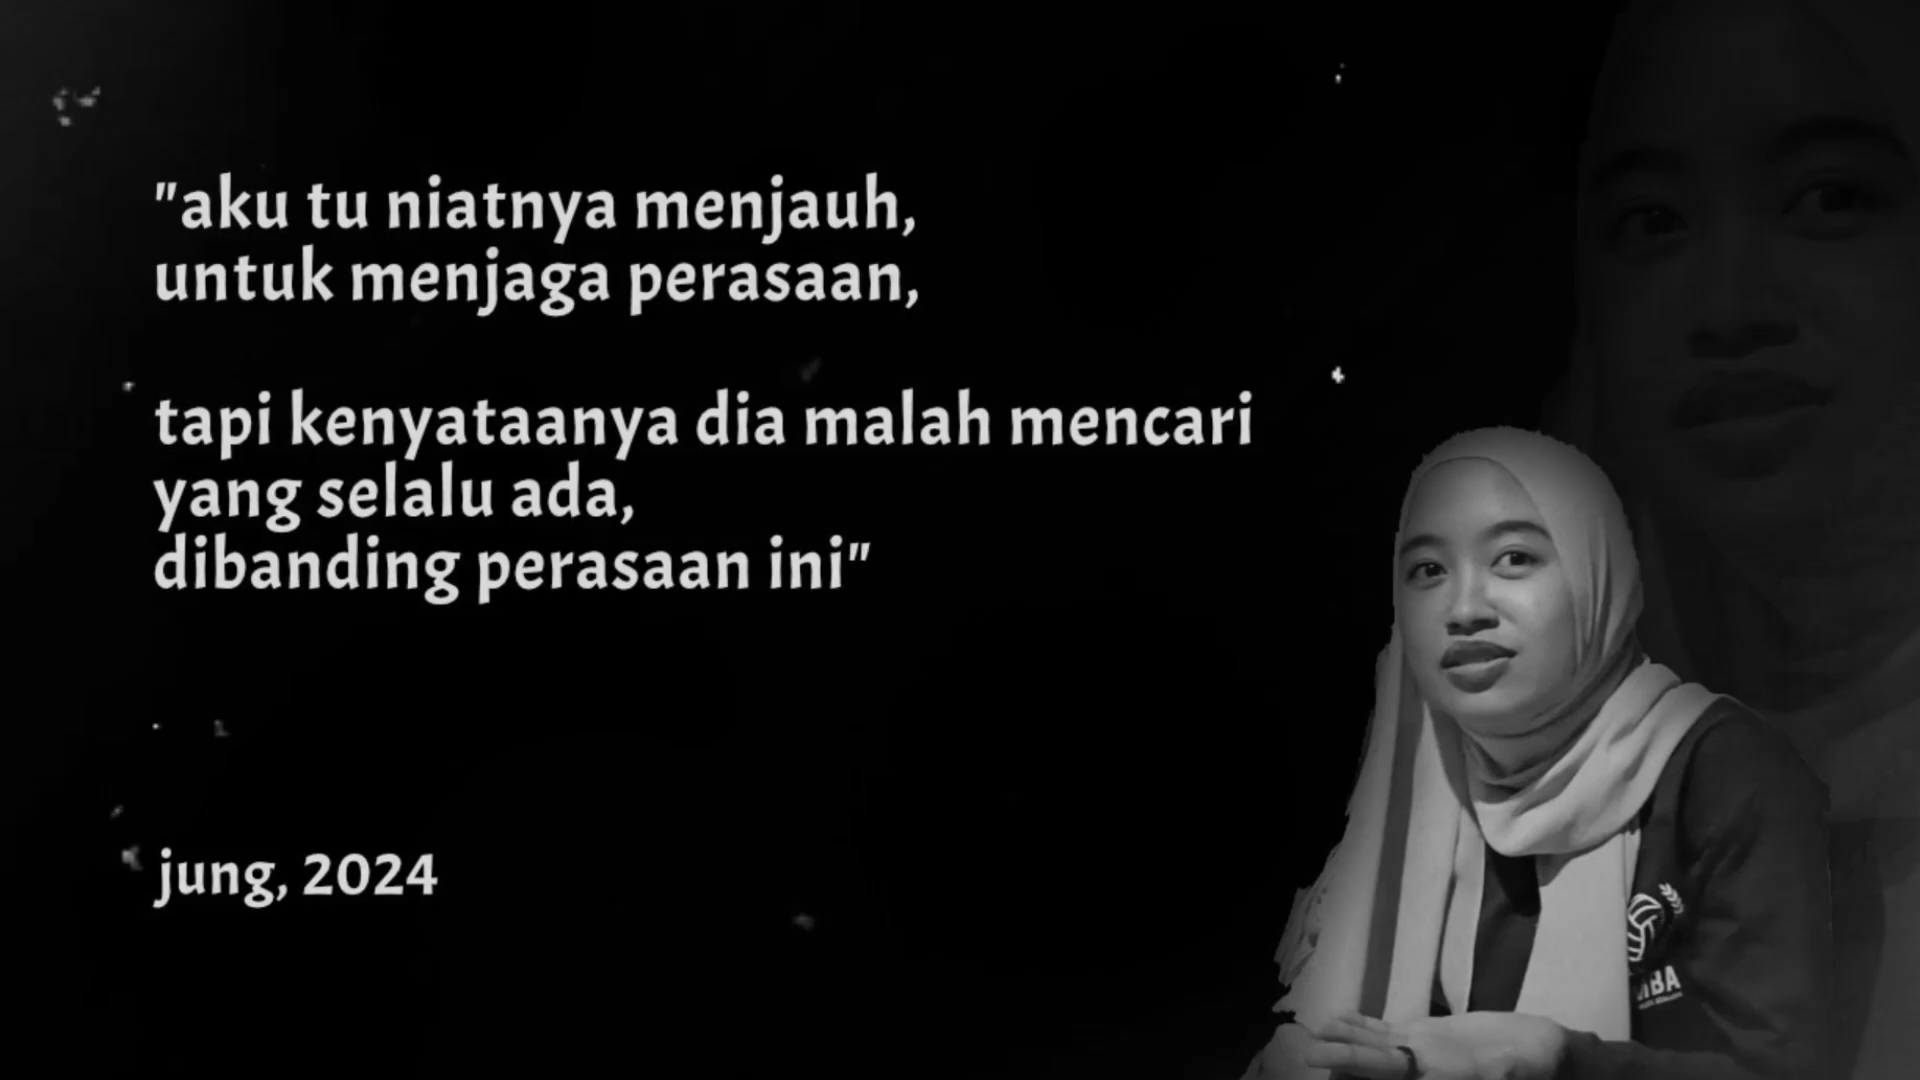 "aku tu niatnya menjauh,
untuk menjaga perasaan,
tapi kenyataanya dia malah mencari
yang selalu ada,
dibanding perasaan ini"
jung, 2024